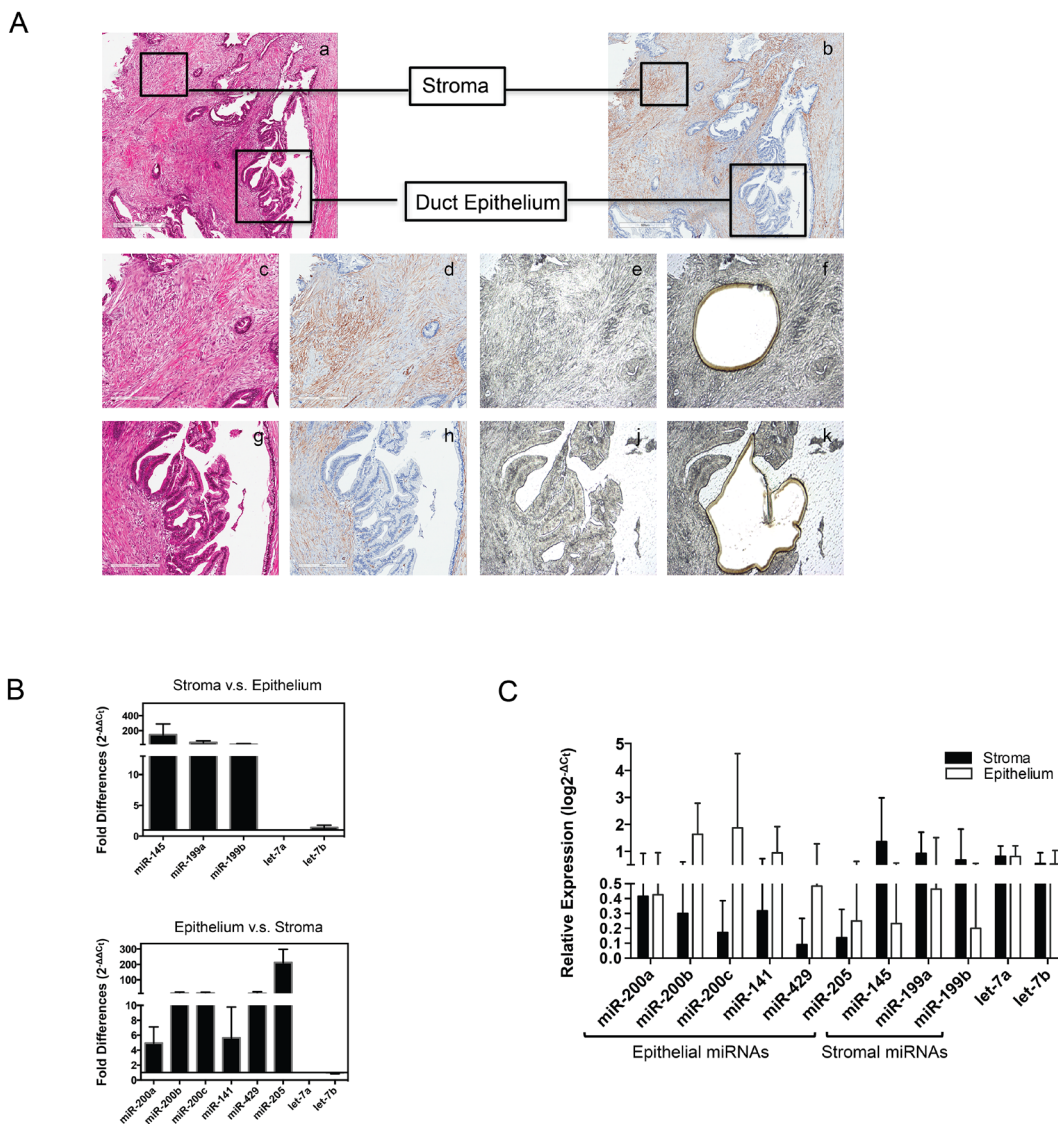 A
a
b
Stroma
Duct Epithelium
c
d
e
f
g
h
j
k
B
Stroma v.s. Epithelium
Fold Differences (2-ΔΔCt)
400
200
10
4
2
0
miR-145
miR-199a
miR-199b
let-7a
let-7b
Epithelium v.s. Stroma
Fold Differences (2-ΔΔCt)
300
200
100
10
8
6
4
2
0
miR-200a
miR-200b
miR-200c
miR-141
miR-429
miR-205
let-7a
let-7b
C
Relative Expression (log2-ΔCt)
5
4
3
2
1
0.5
0.4
0.3
0.2
0.1
0.0
Stroma
Epithelium
miR-200a
miR-200b
miR-200c
miR-141
miR-429
miR-205
miR-145
miR-199a
miR-199b
let-7a
let-7b
Epithelial miRNAs
Stromal miRNAs